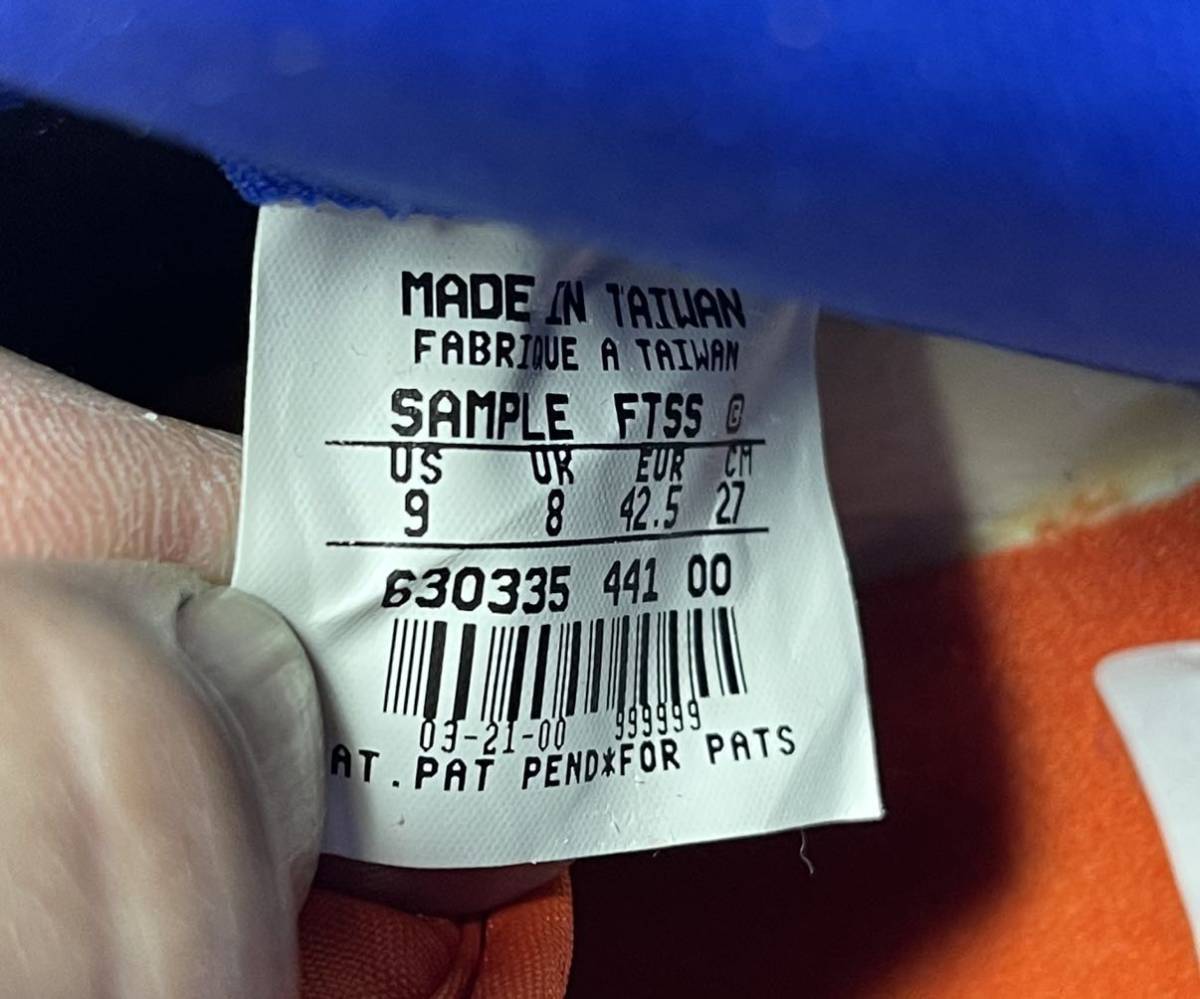 MADE IN TAIWAN
FABRIQUE A TAIWAN
SAMPLE FTSS ©
US UK EUR CM
9 8 42.5 27
630335 441 00
03-21-00 999999
AT.PAT PEND*FOR PATS